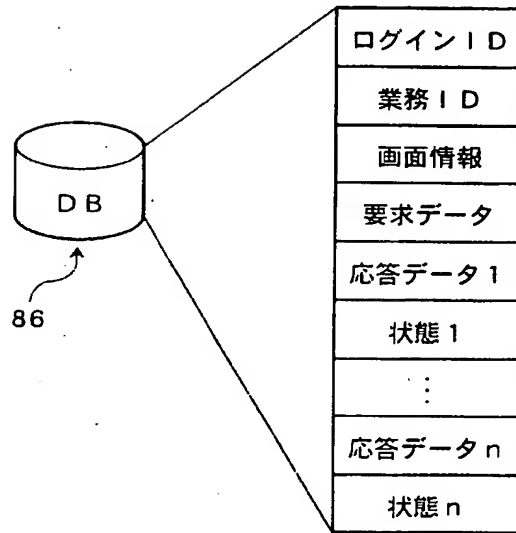 ログインID
業務ID
画面情報
DB
要求データ
応答データ1
86
状態1
⋮
応答データn
状態n